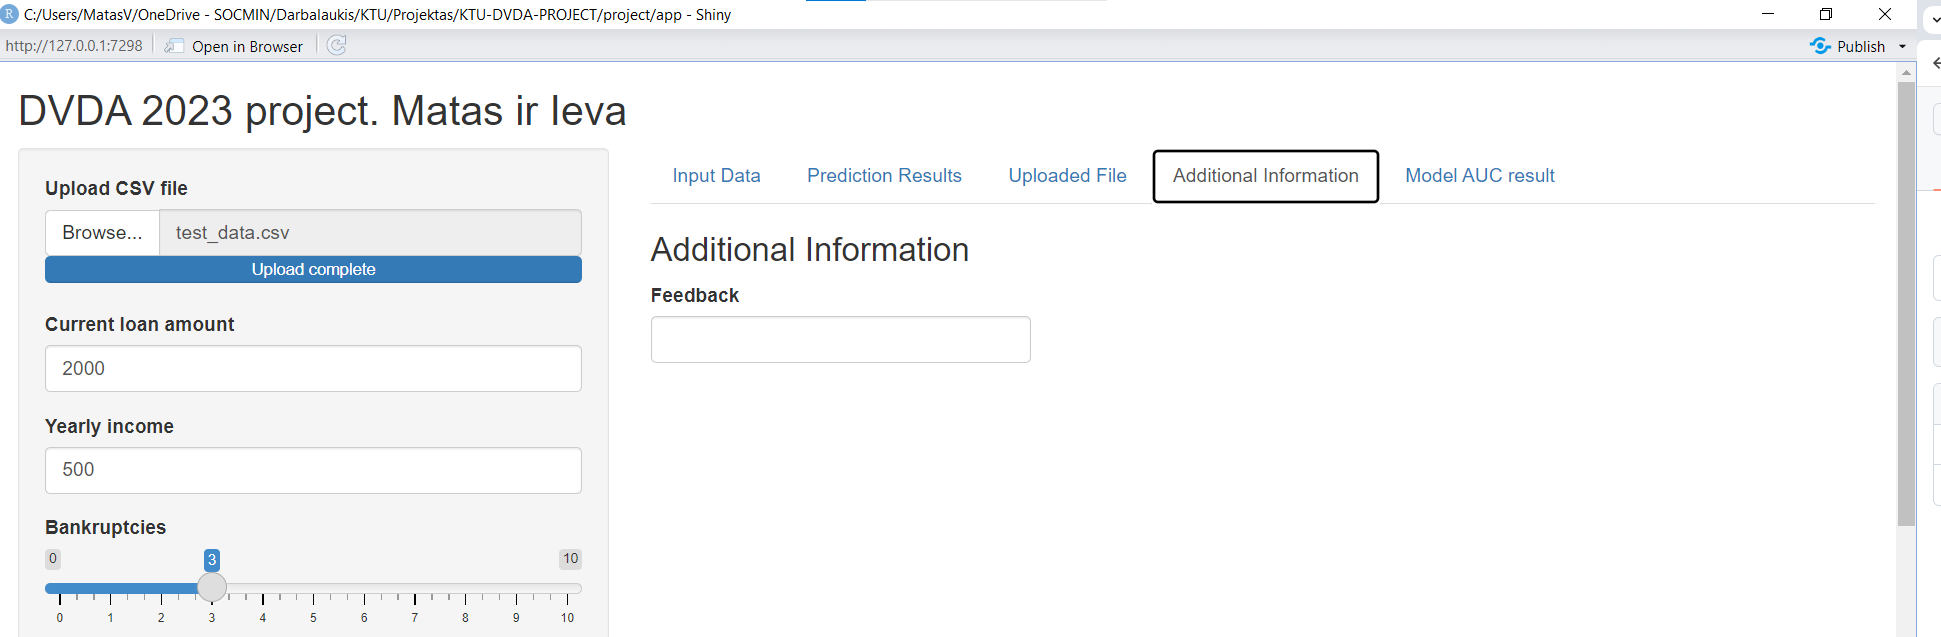 R C:/Users/MatasV/OneDrive - SOCMIN/Darbalaukis/KTU/Projektas/KTU-DVDA-PROJECT/project/app - Shiny
http://127.0.0.1:7298 Open in Browser Publish
DVDA 2023 project. Matas ir Ieva
Upload CSV file
Browse... test_data.csv
Upload complete
Current loan amount
2000
Yearly income
500
Bankruptcies
0 3 10
0 1 2 3 4 5 6 7 8 9 10
Input Data Prediction Results Uploaded File Additional Information Model AUC result
Additional Information
Feedback